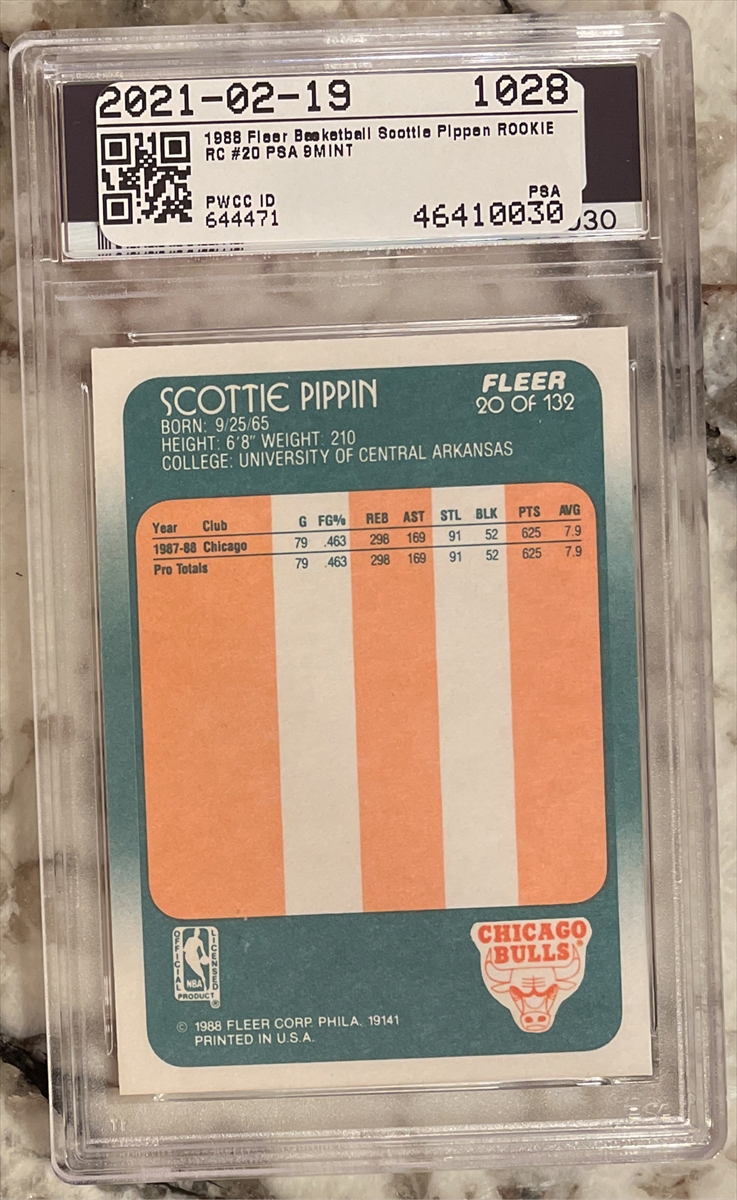 2021-02-19 1028
1988 Fleer Basketball Scottie Pippen ROOKIE
RC #20 PSA 9MINT
PWCC ID
644471
PSA
46410030
030
SCOTTIE PIPPIN
FLEER
20 OF 132
BORN: 9/25/65
HEIGHT: 6'8" WEIGHT: 210
COLLEGE: UNIVERSITY OF CENTRAL ARKANSAS
Year Club G FG% REB AST STL BLK PTS AVG
1987-88 Chicago 79 .463 298 169 91 52 625 7.9
Pro Totals 79 .463 298 169 91 52 625 7.9
OFFICIAL LICENSED
NBA
PRODUCT ®
CHICAGO
BULLS®
© 1988 FLEER CORP. PHILA. 19141
PRINTED IN U.S.A.
PSA